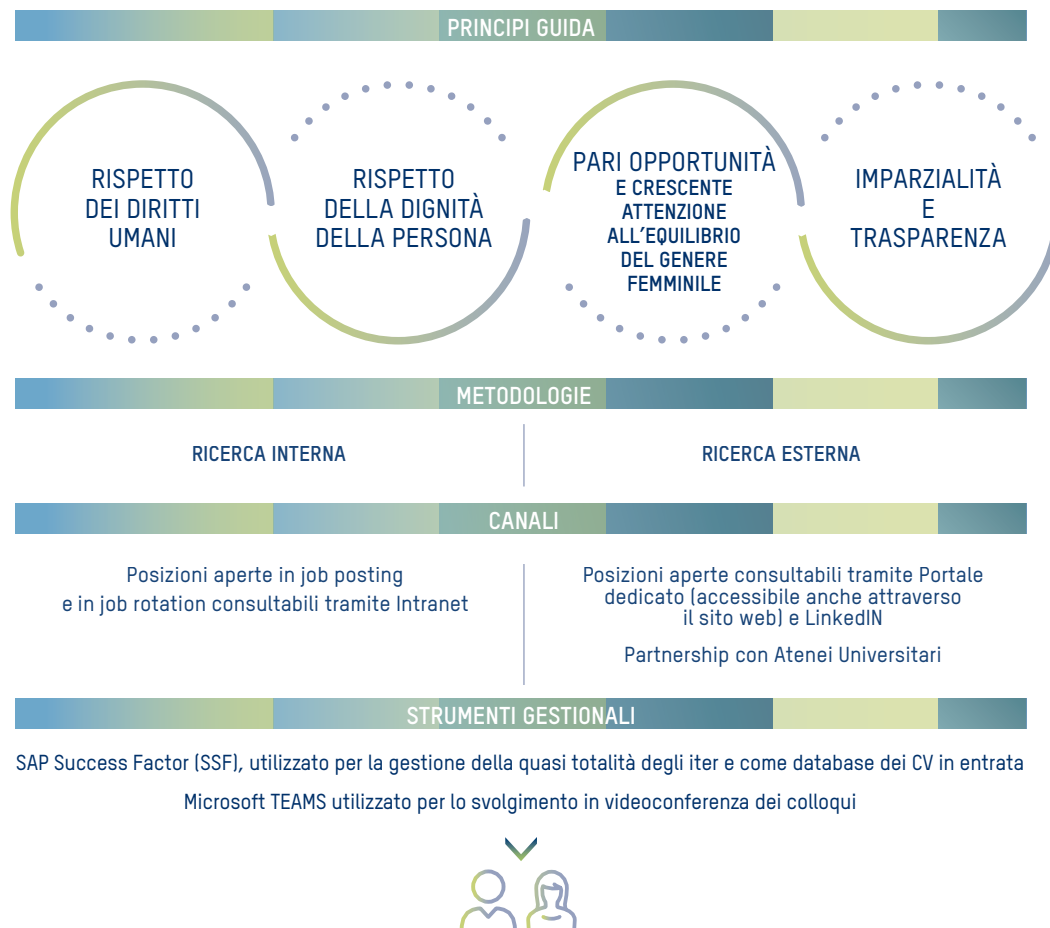 PRINCIPI GUIDA
RISPETTO
DEI DIRITTI
UMANI
RISPETTO
DELLA DIGNITÀ
DELLA PERSONA
PARI OPPORTUNITÀ
E CRESCENTE
ATTENZIONE
ALL'EQUILIBRIO
DEL GENERE
FEMMINILE
IMPARZIALITÀ
E
TRASPARENZA
METODOLOGIE
RICERCA INTERNA
RICERCA ESTERNA
CANALI
Posizioni aperte in job posting
e in job rotation consultabili tramite Intranet
Posizioni aperte consultabili tramite Portale
dedicato (accessibile anche attraverso
il sito web) e LinkedIN
Partnership con Atenei Universitari
STRUMENTI GESTIONALI
SAP Success Factor (SSF), utilizzato per la gestione della quasi totalità degli iter e come database dei CV in entrata
Microsoft TEAMS utilizzato per lo svolgimento in videoconferenza dei colloqui